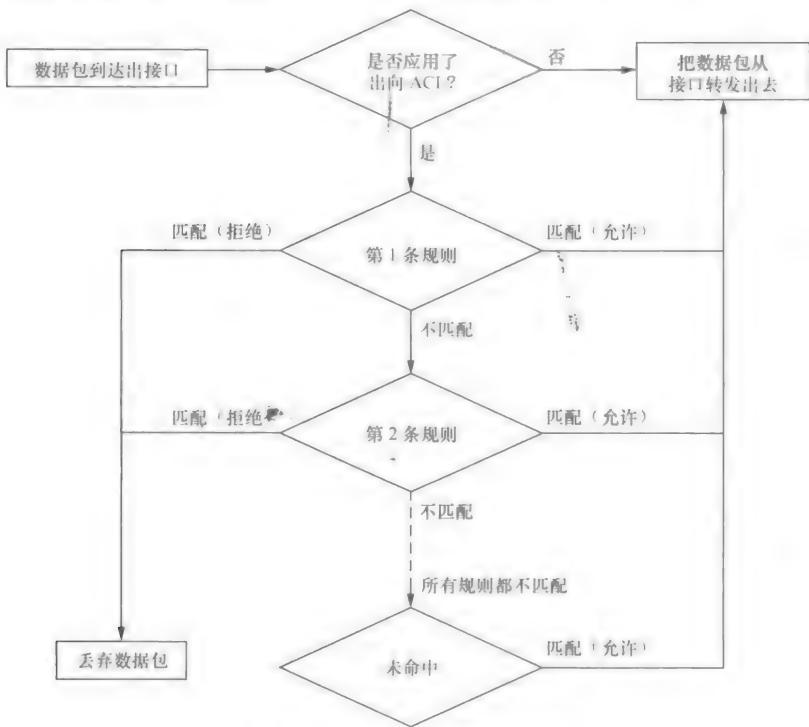 数据包到达出接口
是否应用了
出向 ACL?
否
把数据包从
接口转发出去
是
匹配（拒绝）
第 1 条规则
匹配（允许）
不匹配
匹配（拒绝
第 2 条规则
匹配（允许）
不匹配
所有规则都不匹配
丢弃数据包
未命中
匹配（允许）